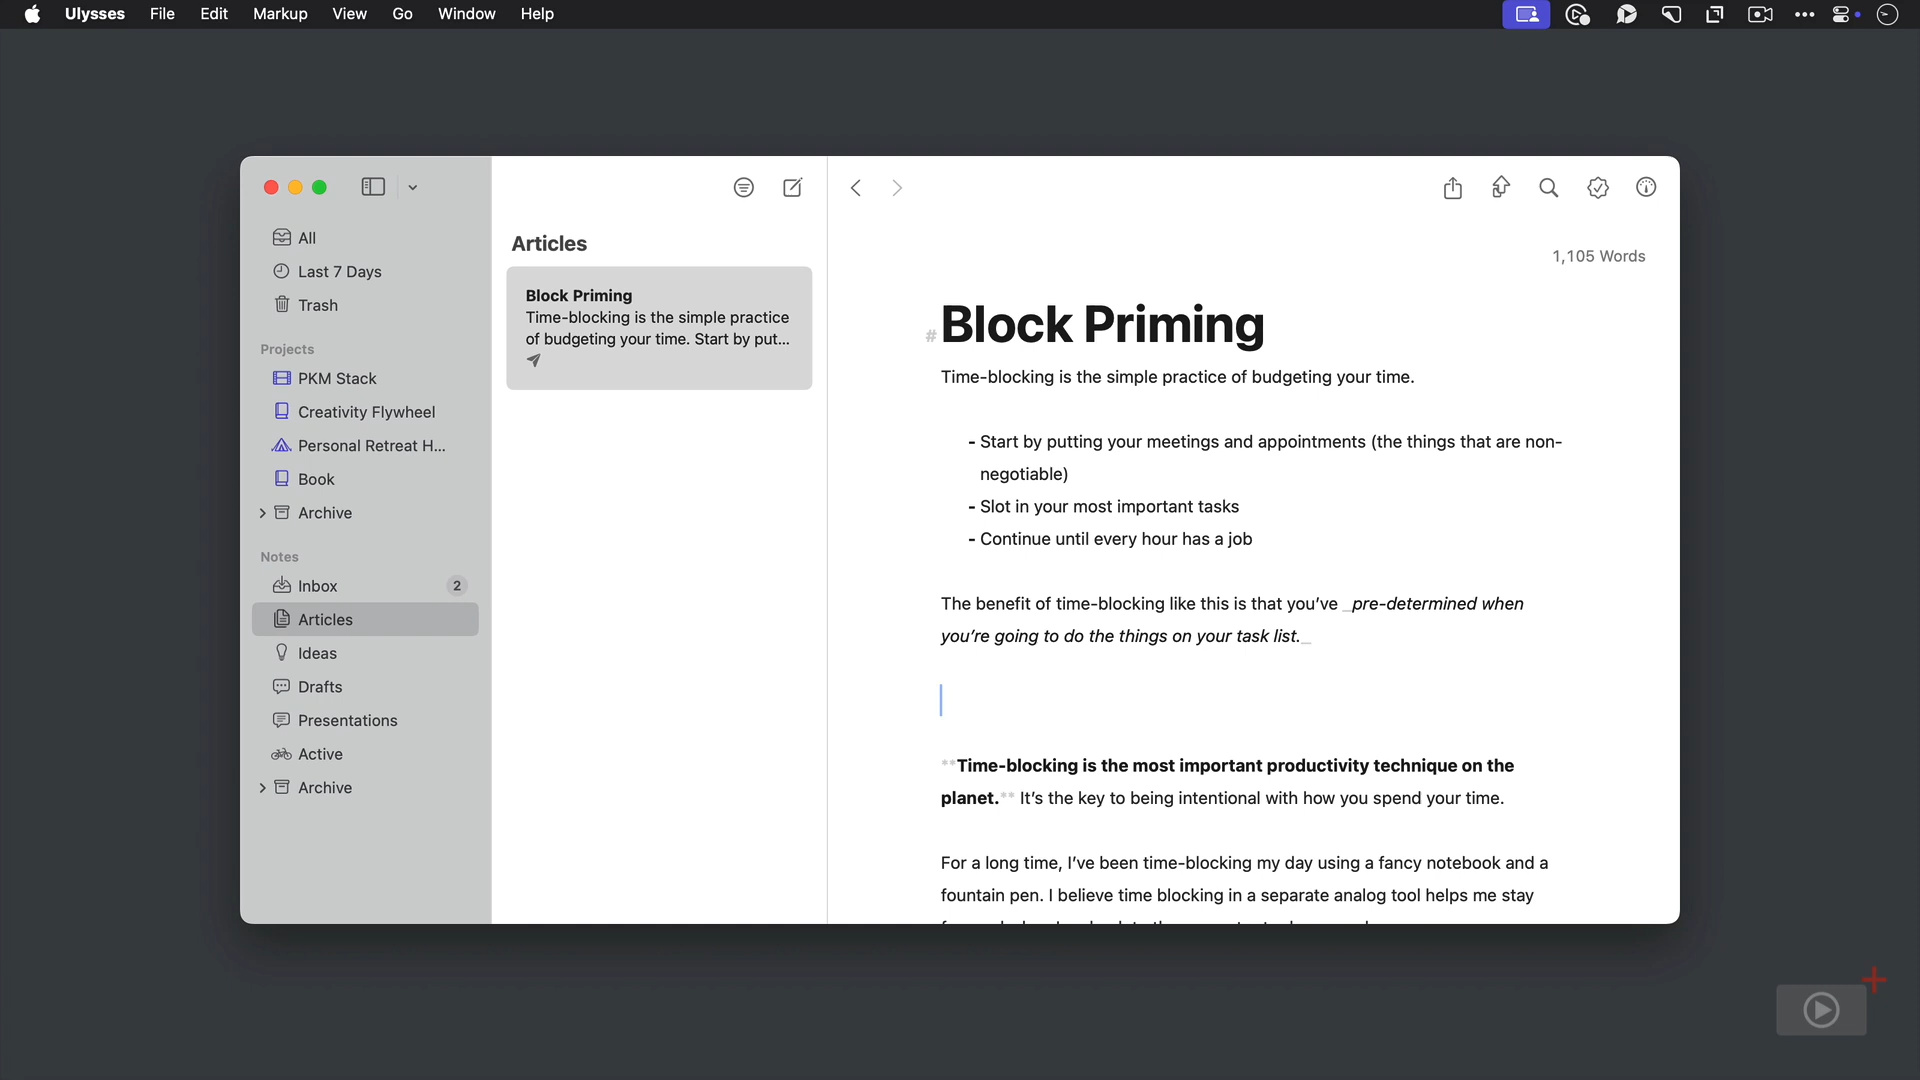 Ulysses File Edit Markup View Go Window Help
All
Last 7 Days
Trash
Projects
PKM Stack
Creativity Flywheel
Personal Retreat H...
Book
Archive
Notes
Inbox 2
Articles
Ideas
Drafts
Presentations
Active
Archive
Articles
Block Priming
Time-blocking is the simple practice
of budgeting your time. Start by put...
1,105 Words
# Block Priming
Time-blocking is the simple practice of budgeting your time.
- Start by putting your meetings and appointments (the things that are non-
negotiable)
- Slot in your most important tasks
- Continue until every hour has a job
The benefit of time-blocking like this is that you’ve _pre-determined when
you’re going to do the things on your task list._
**Time-blocking is the most important productivity technique on the
planet.** It’s the key to being intentional with how you spend your time.
For a long time, I’ve been time-blocking my day using a fancy notebook and a
fountain pen. I believe time blocking in a separate analog tool helps me stay